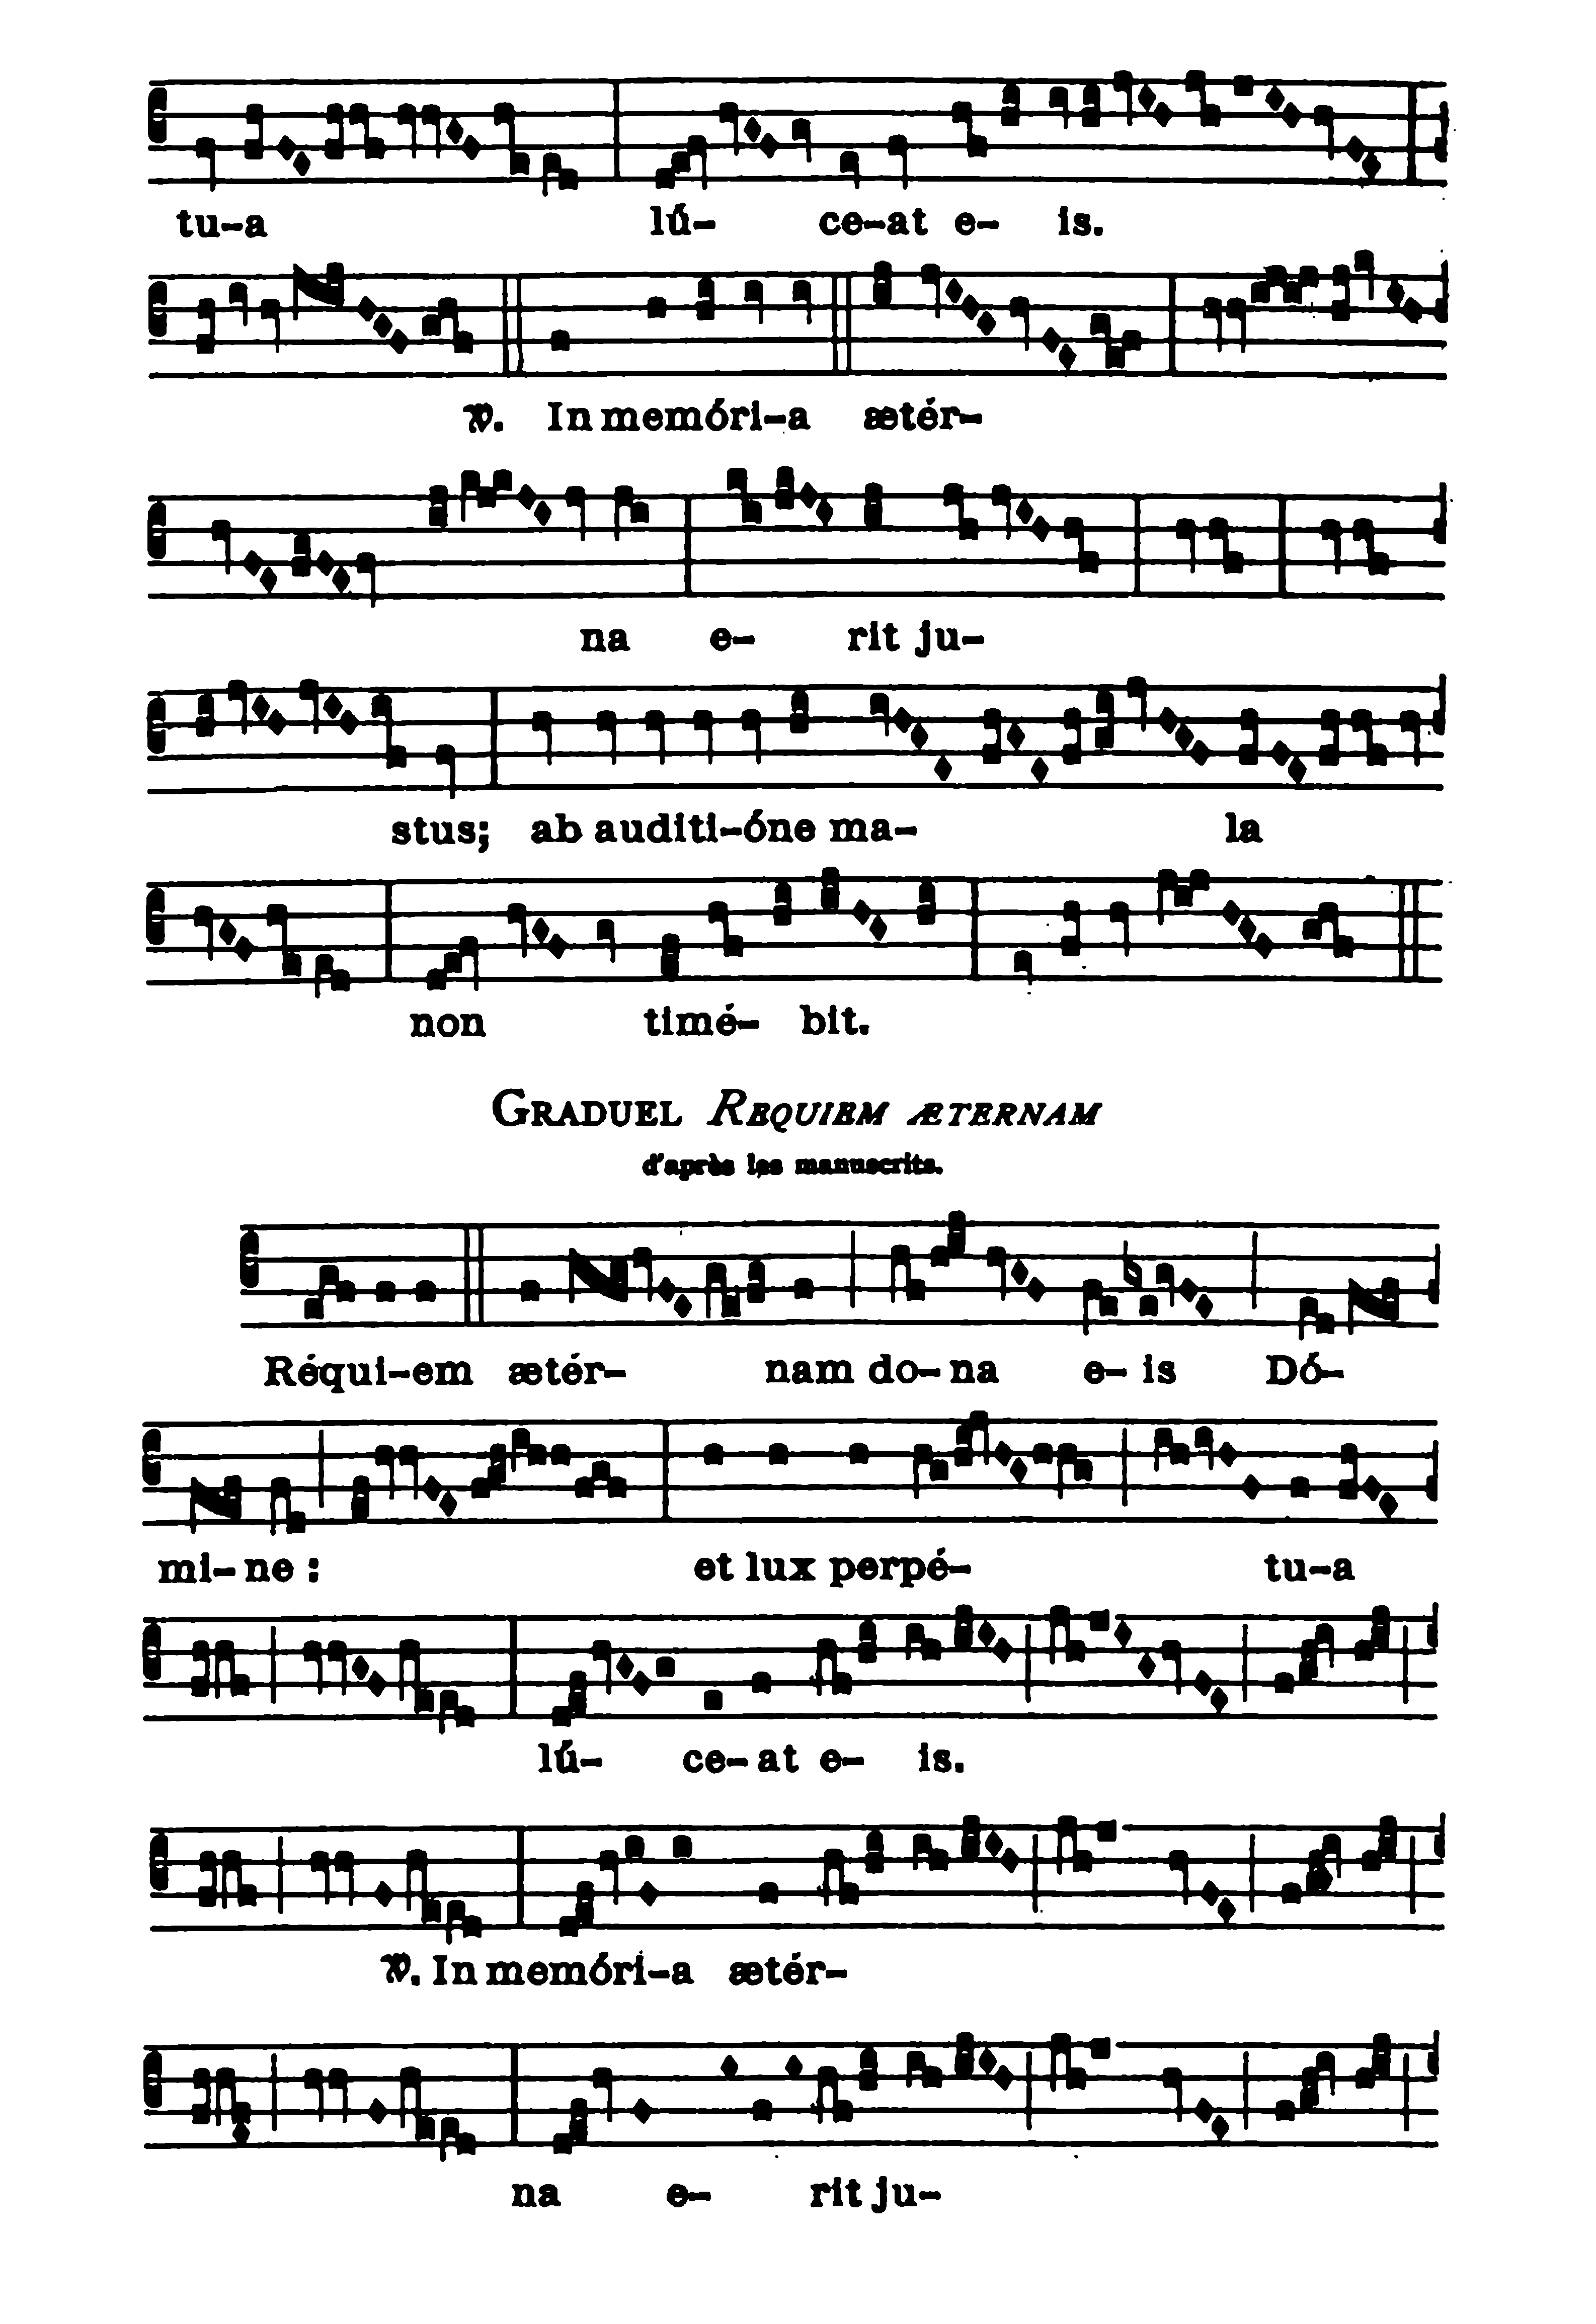 tu-a lú- ce-at e- is.
℣. In memóri-a ætér-
na e- rit ju-
stus; ab auditi-óne ma- la
non timé- bit.
GRADUEL REQUIEM ÆTERNAM
d'après les manuscrits.
Réqui-em ætér- nam do-na e- is Dó-
mi-ne : et lux perpé- tu-a
lú- ce-at e- is.
℣. In memóri-a ætér-
na e- rit ju-